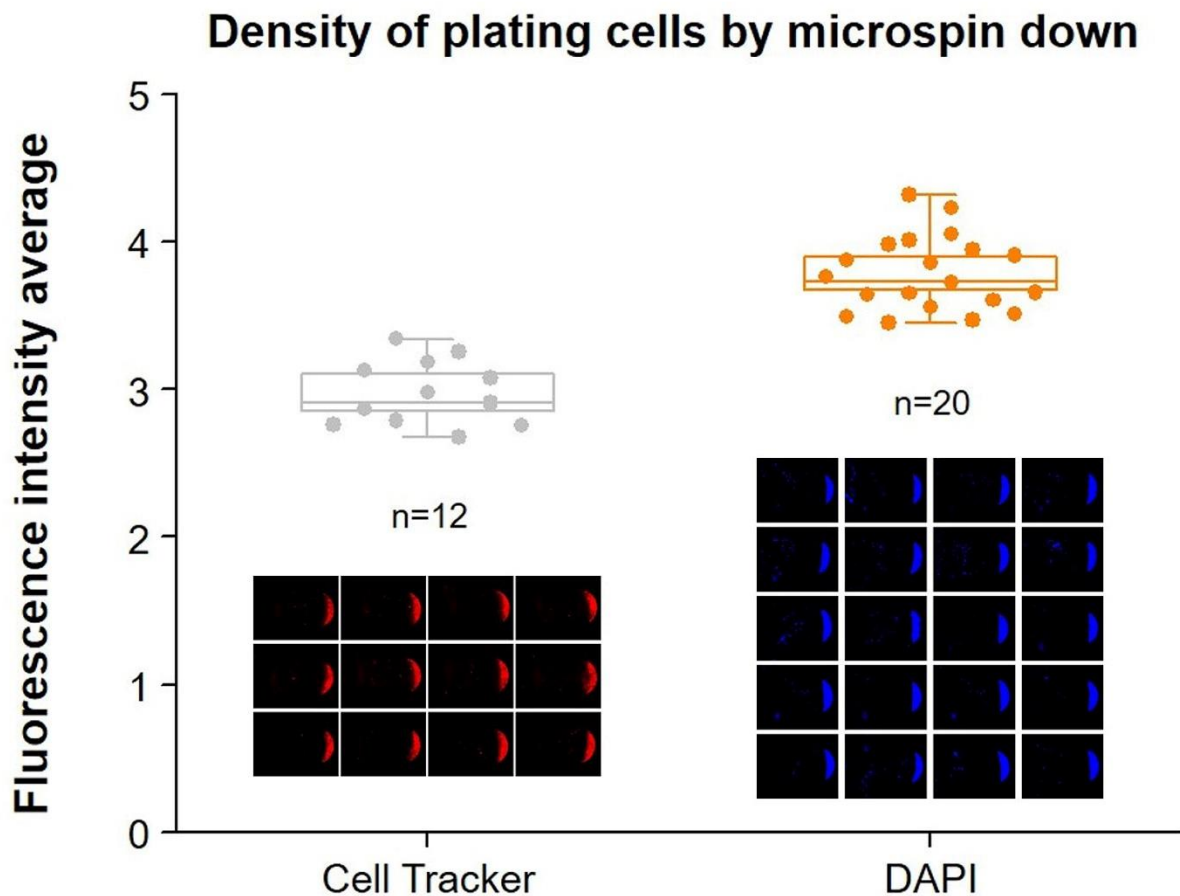 Density of plating cells by microspin down
Fluorescence intensity average
5
4
3
2
1
0
n=12
n=20
Cell Tracker
DAPI